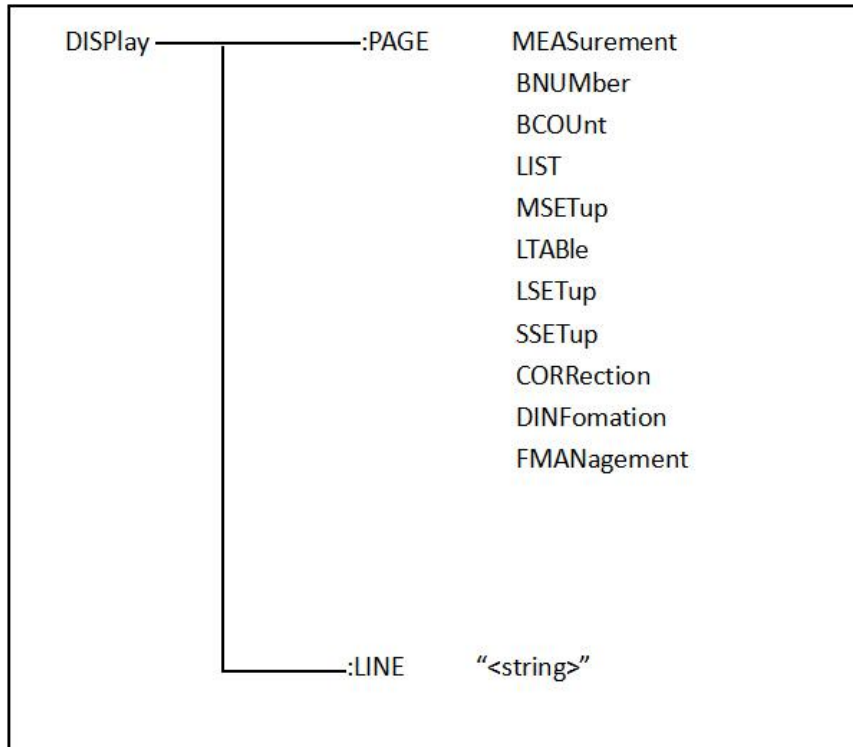 DISPlay :PAGE MEASurement
BNUMber
BCOUnt
LIST
MSETup
LTABle
LSETup
SSETup
CORRection
DINFomation
FMANagement
:LINE “<string>”